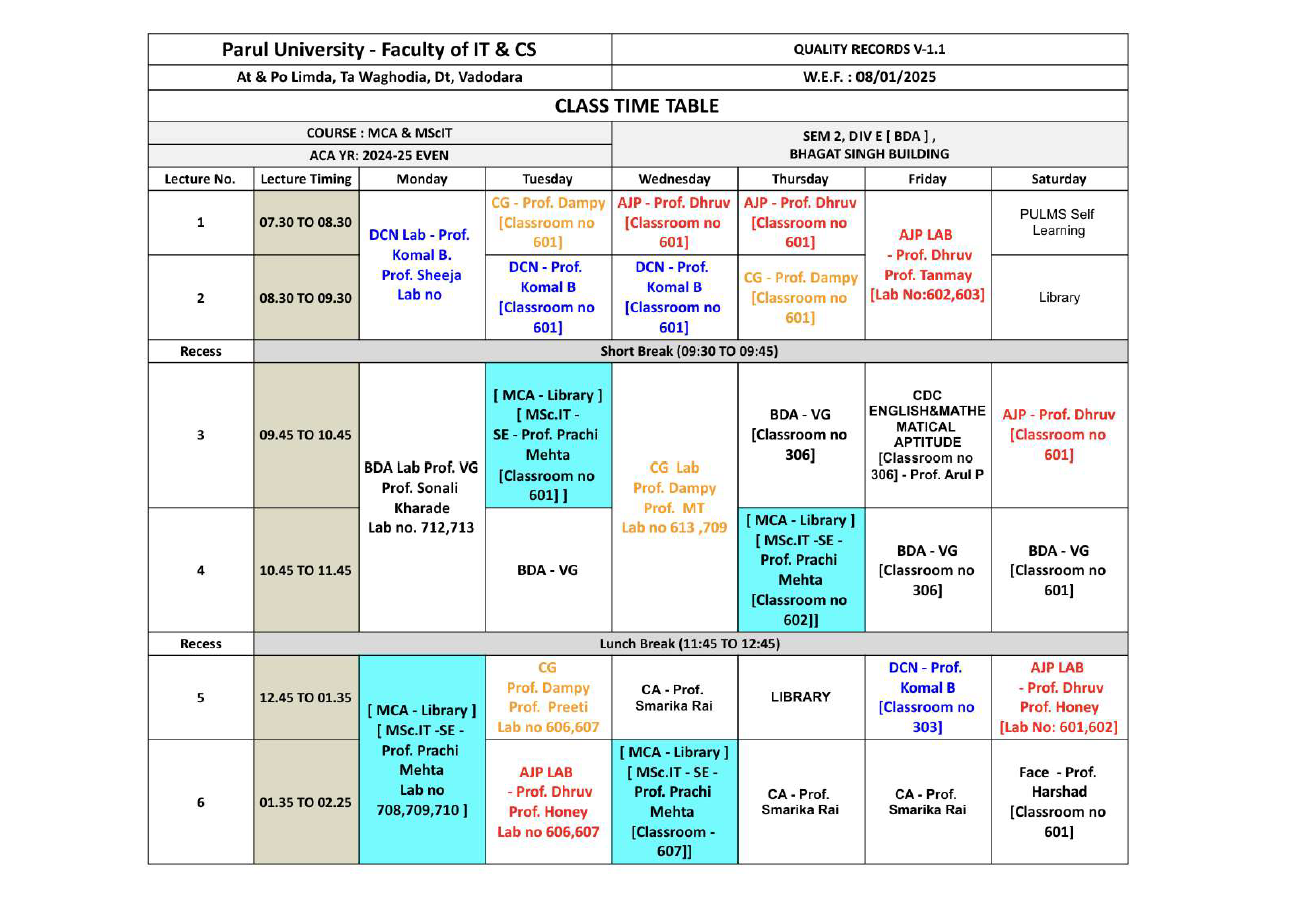 Parul University - Faculty of IT & CS
QUALITY RECORDS V-1.1
At & Po Limda, Ta Waghodia, Dt, Vadodara
W.E.F. : 08/01/2025
CLASS TIME TABLE
COURSE : MCA & MScIT
ACA YR: 2024-25 EVEN
SEM 2, DIV E [ BDA ] ,
BHAGAT SINGH BUILDING
Lecture No.
Lecture Timing
Monday
Tuesday
Wednesday
Thursday
Friday
Saturday
1
07.30 TO 08.30
DCN Lab - Prof.
Komal B.
Prof. Sheeja
Lab no
CG - Prof. Dampy
[Classroom no
601]
AJP - Prof. Dhruv
[Classroom no
601]
AJP - Prof. Dhruv
[Classroom no
601]
AJP LAB
- Prof. Dhruv
Prof. Tanmay
[Lab No:602,603]
PULMS Self
Learning
2
08.30 TO 09.30
DCN - Prof.
Komal B
[Classroom no
601]
DCN - Prof.
Komal B
[Classroom no
601]
CG - Prof. Dampy
[Classroom no
601]
Library
Recess
Short Break (09:30 TO 09:45)
3
09.45 TO 10.45
BDA Lab Prof. VG
Prof. Sonali
Kharade
Lab no. 712,713
[ MCA - Library ]
[ MSc.IT -
SE - Prof. Prachi
Mehta
[Classroom no
601] ]
CG Lab
Prof. Dampy
Prof. MT
Lab no 613 ,709
BDA - VG
[Classroom no
306]
CDC
ENGLISH&MATHE
MATICAL
APTITUDE
[Classroom no
306] - Prof. Arul P
AJP - Prof. Dhruv
[Classroom no
601]
4
10.45 TO 11.45
BDA - VG
[ MCA - Library ]
[ MSc.IT -SE -
Prof. Prachi
Mehta
[Classroom no
602]]
BDA - VG
[Classroom no
306]
BDA - VG
[Classroom no
601]
Recess
Lunch Break (11:45 TO 12:45)
5
12.45 TO 01.35
[ MCA - Library ]
[ MSc.IT -SE -
Prof. Prachi
Mehta
Lab no
708,709,710 ]
CG
Prof. Dampy
Prof. Preeti
Lab no 606,607
CA - Prof.
Smarika Rai
LIBRARY
DCN - Prof.
Komal B
[Classroom no
303]
AJP LAB
- Prof. Dhruv
Prof. Honey
[Lab No: 601,602]
6
01.35 TO 02.25
AJP LAB
- Prof. Dhruv
Prof. Honey
Lab no 606,607
[ MCA - Library ]
[ MSc.IT - SE -
Prof. Prachi
Mehta
[Classroom -
607]]
CA - Prof.
Smarika Rai
CA - Prof.
Smarika Rai
Face - Prof.
Harshad
[Classroom no
601]